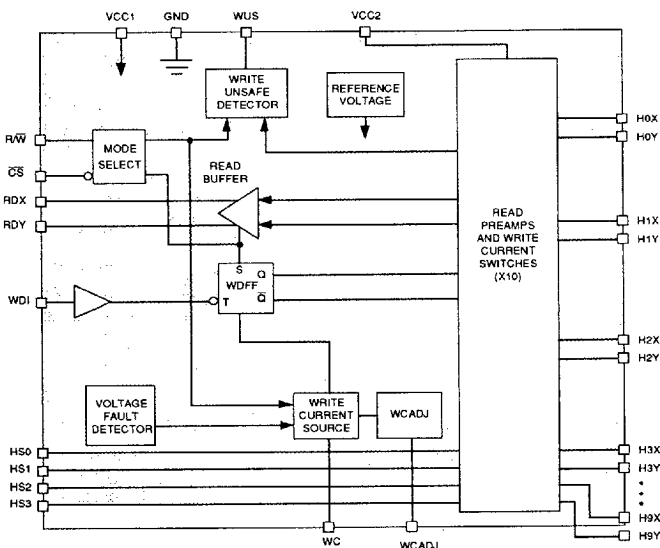 VCC1
GND
WUS
VCC2
WRITE
UNSAFE
DETECTOR
REFERENCE
VOLTAGE
R/W̅
C̅S̅
MODE
SELECT
RDX
RDY
READ
BUFFER
READ
PREAMPS
AND WRITE
CURRENT
SWITCHES
(X10)
H0X
H0Y
H1X
H1Y
H2X
H2Y
H3X
H3Y
*
*
*
H9X
H9Y
S
Q
WDFF
Q̅
T
WDI
VOLTAGE
FAULT
DETECTOR
WRITE
CURRENT
SOURCE
WCADJ
HS0
HS1
HS2
HS3
WC
WCADJ